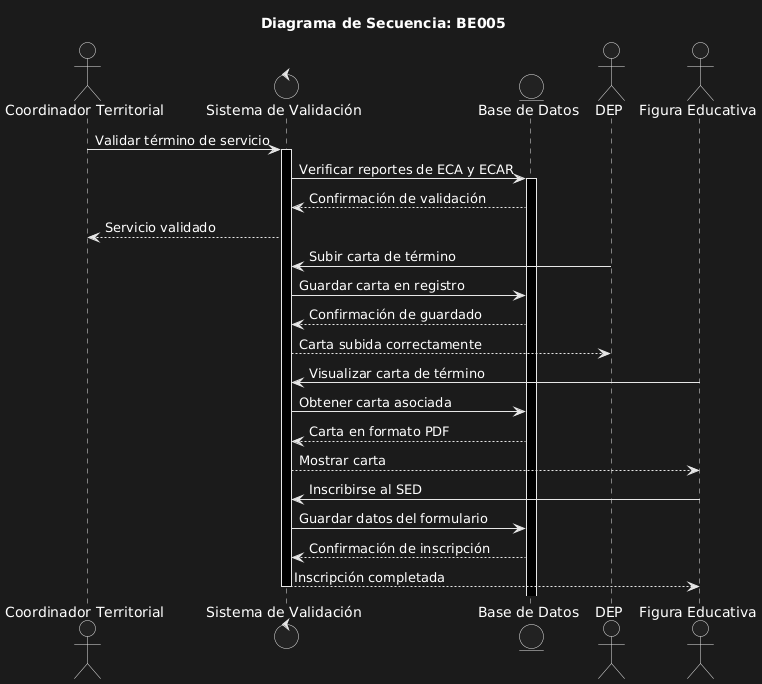 Diagrama de Secuencia: BE005
Coordinador Territorial
Sistema de Validación
Base de Datos
DEP
Figura Educativa
Validar término de servicio
Verificar reportes de ECA y ECAR
Confirmación de validación
Servicio validado
Subir carta de término
Guardar carta en registro
Confirmación de guardado
Carta subida correctamente
Visualizar carta de término
Obtener carta asociada
Carta en formato PDF
Mostrar carta
Inscribirse al SED
Guardar datos del formulario
Confirmación de inscripción
Inscripción completada
Coordinador Territorial
Sistema de Validación
Base de Datos
DEP
Figura Educativa